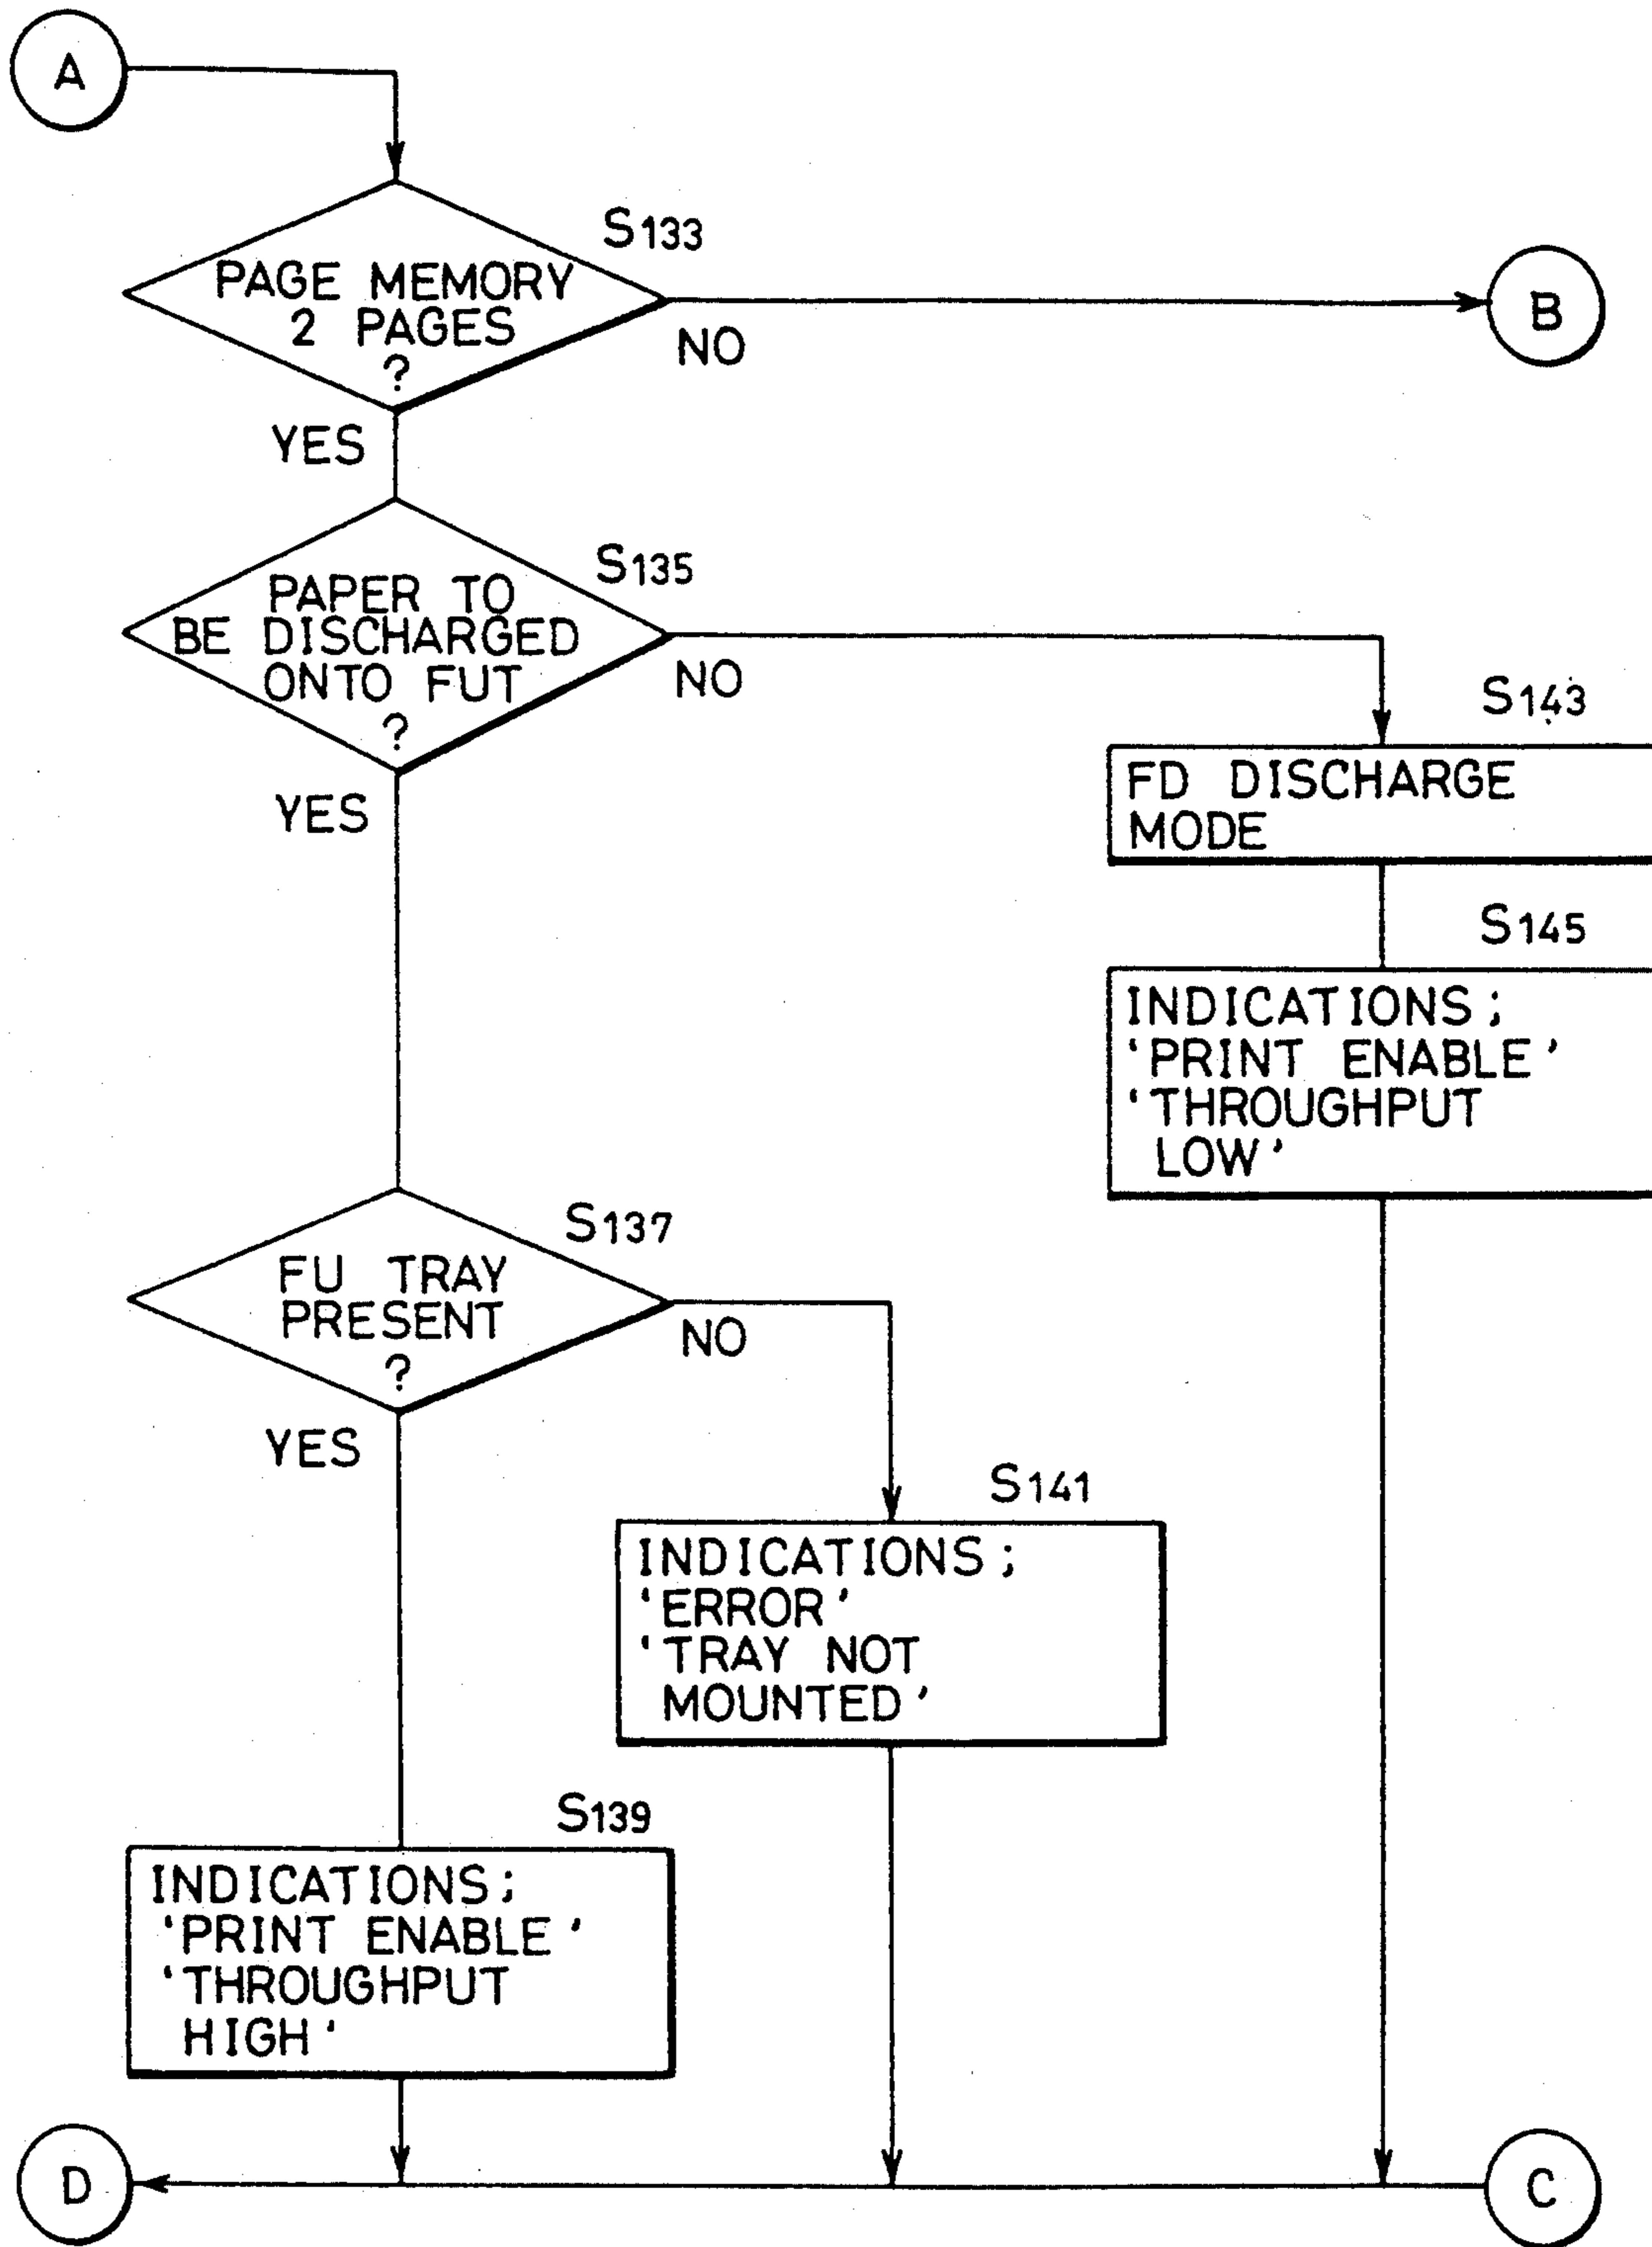 A
S133
PAGE MEMORY
2 PAGES
?
NO
B
YES
S135
PAPER TO
BE DISCHARGED
ONTO FUT
?
NO
YES
S143
FD DISCHARGE
MODE
S145
INDICATIONS;
'PRINT ENABLE'
'THROUGHPUT
LOW'
S137
FU TRAY
PRESENT
?
NO
YES
S141
INDICATIONS;
'ERROR'
'TRAY NOT
MOUNTED'
S139
INDICATIONS;
'PRINT ENABLE'
'THROUGHPUT
HIGH'
D
C